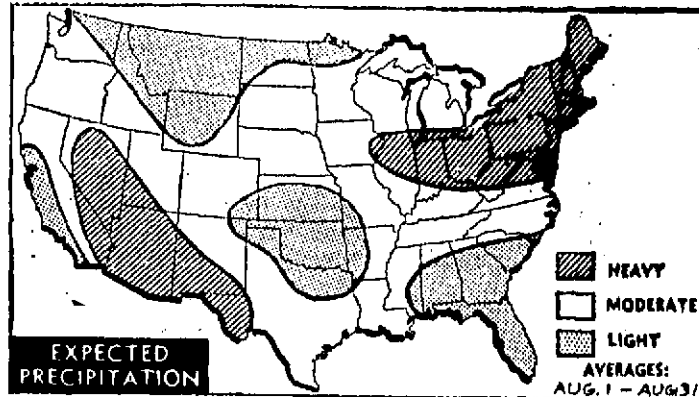 HEAVY
MODERATE
LIGHT
AVERAGES:
AUG. 1 – AUG 31
EXPECTED
PRECIPITATION